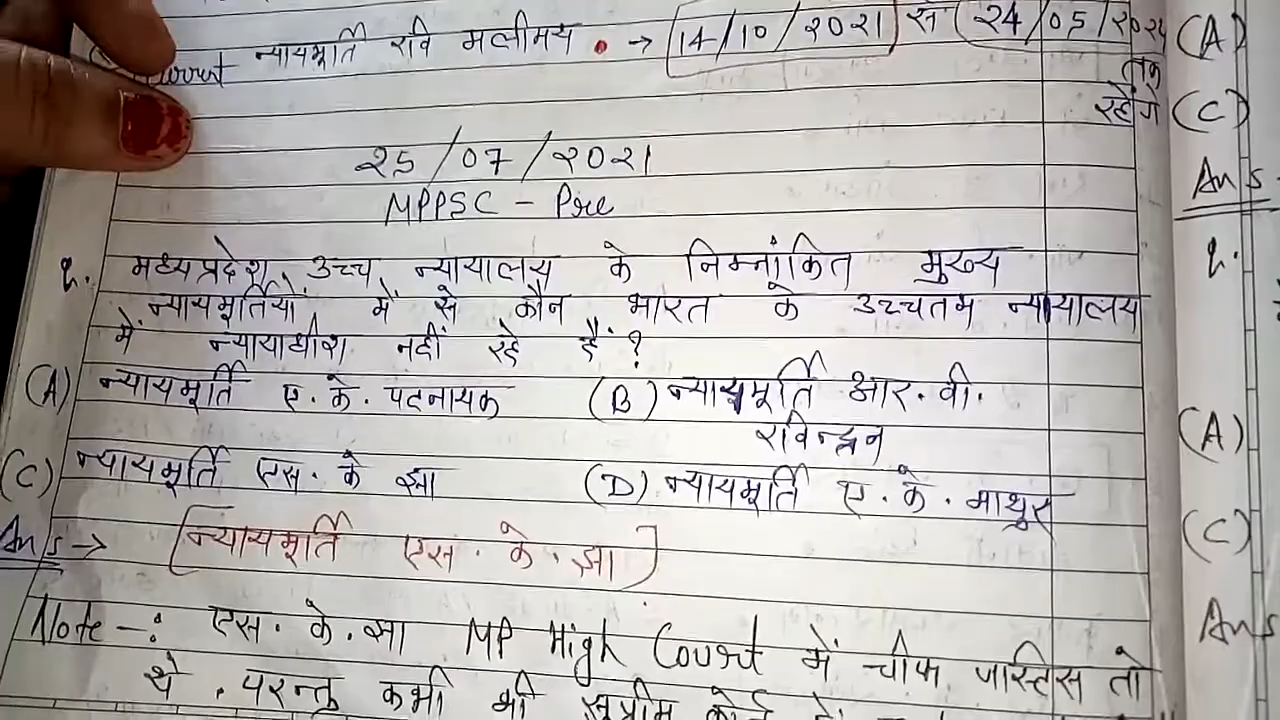 न्यायमूर्ति रवि मलीमथ . → 14/10/2021 से 24/05/2024
तक
रहेंगे
25/07/2021
MPPSC - Pre
Q. मध्यप्रदेश उच्च न्यायालय के निम्नांकित मुख्य
न्यायमूर्तियों में से कौन भारत के उच्चतम न्यायालय
में न्यायाधीश नहीं रहे हैं?
(A) न्यायमूर्ति ए. के. पटनायक (B) न्यायमूर्ति आर. वी.
रविन्द्रन
(C) न्यायमूर्ति एस. के झा (D) न्यायमूर्ति ए. के. माथुर
Ans → [न्यायमूर्ति एस. के. झा]
Note -: एस. के. झा MP High Court में चीफ जस्टिस तो
थे, परन्तु कभी भी सुप्रीम कोर्ट में
(A)
(C)
Ans
Q.
(A)
(C)
Ans